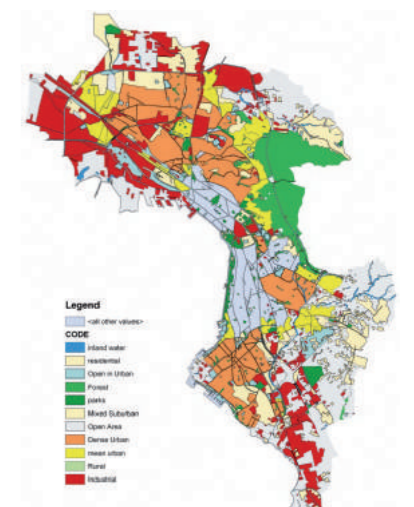 Legend
<all other values>
CODE
inland water
residential
Open in Urban
Forest
parks
Mixed Suburban
Open Area
Dense Urban
mean urban
Rural
Industrial